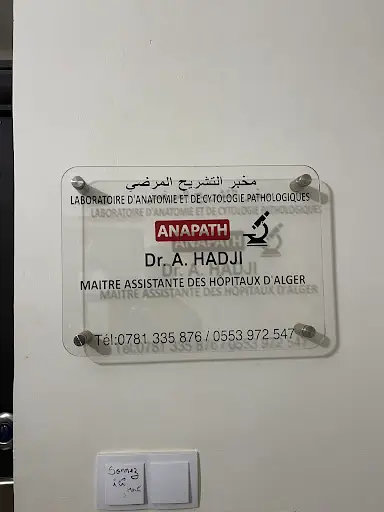 مخبر التشريح المرضي
LABORATOIRE D'ANATOMIE ET DE CYTOLOGIE PATHOLOGIQUES
ANAPATH
Dr. A. HADJI
MAITRE ASSISTANTE DES HOPITAUX D'ALGER
Tél:0781 335 876 / 0553 972 547
Sonnez